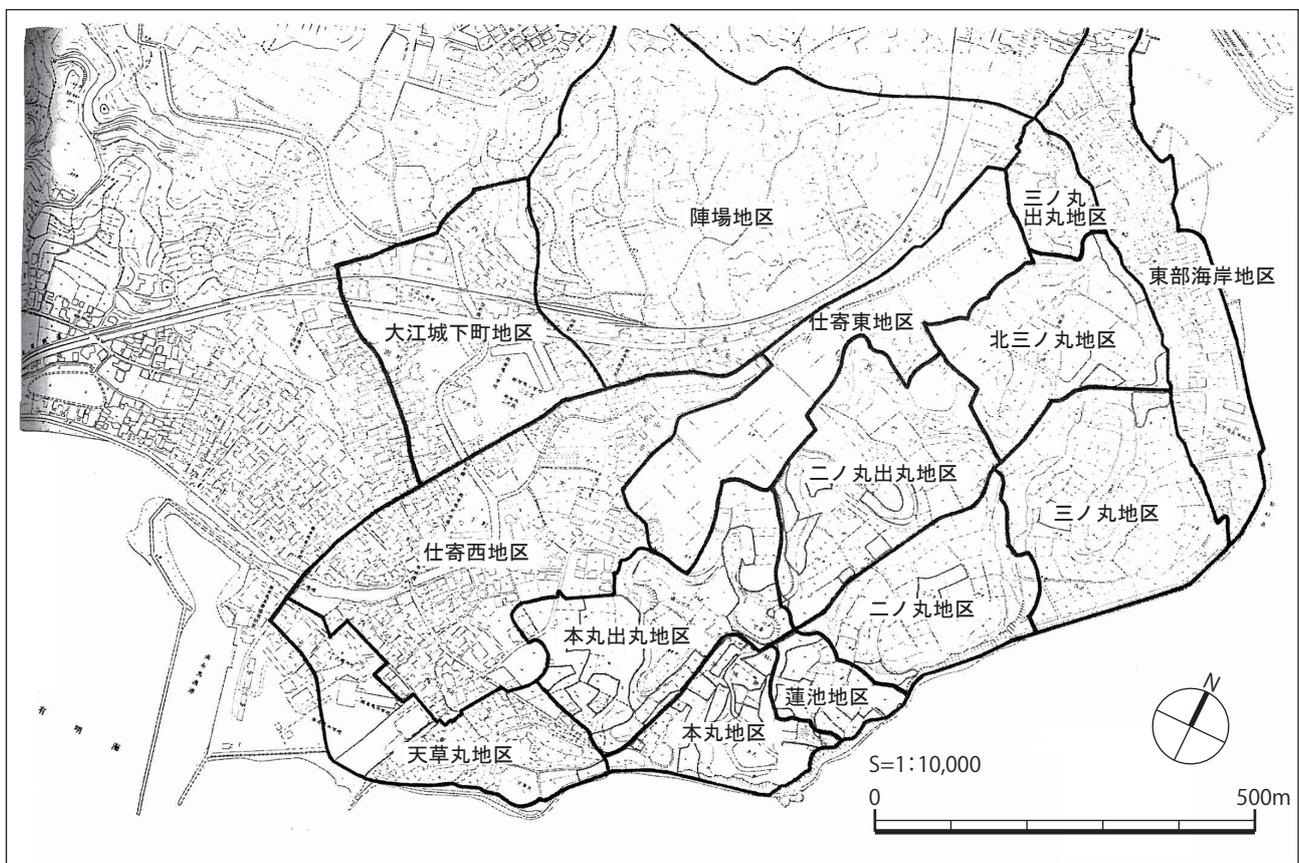 陣場地区
三ノ丸
出丸地区
東部海岸地区
大江城下町地区
仕寄東地区
北三ノ丸地区
二ノ丸出丸地区
三ノ丸地区
仕寄西地区
二ノ丸地区
本丸出丸地区
蓮池地区
本丸地区
天草丸地区
有明海
N
S=1:10,000
0
500m